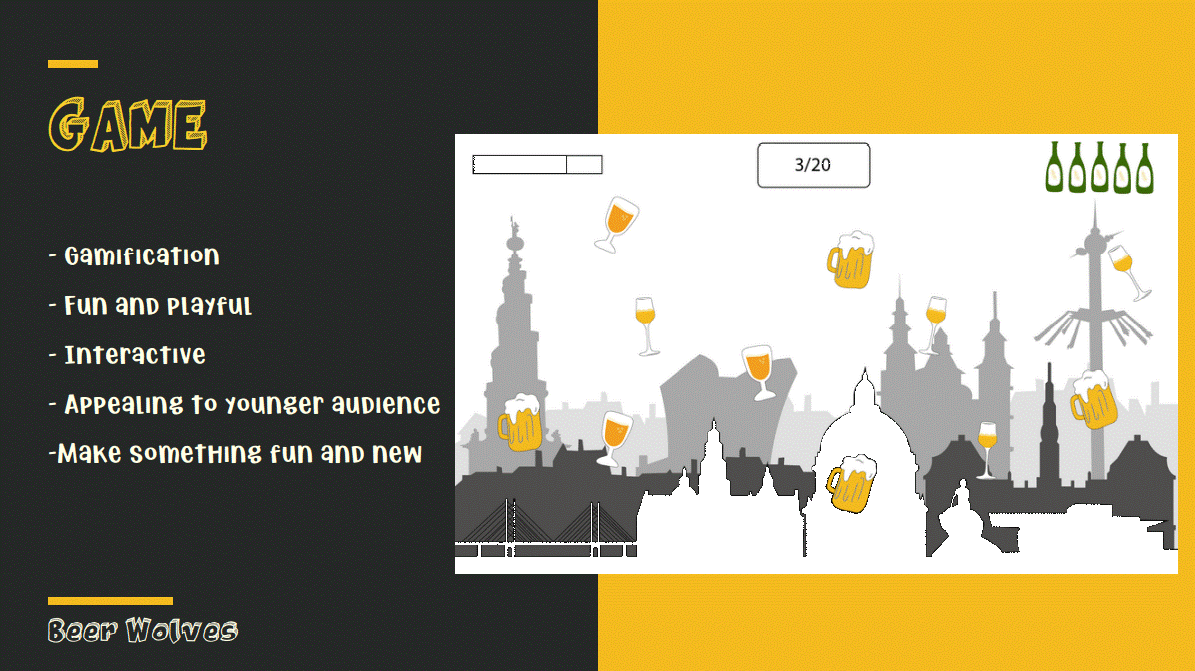 GAME
- Gamification
- Fun and playful
- Interactive
- Appealing to younger audience
-Make something fun and new
3/20
Beer Wolves